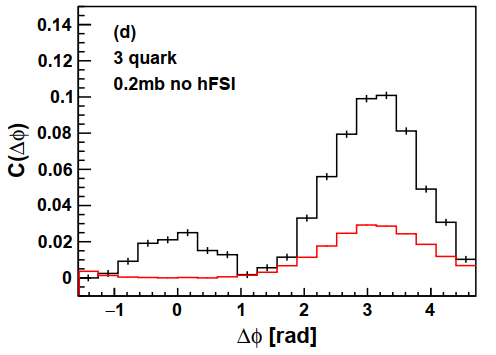 0.14
0.12
0.1
0.08
0.06
0.04
0.02
0
C(Δϕ)
(d)
3 quark
0.2mb no hFSI
−1 0 1 2 3 4
Δϕ [rad]